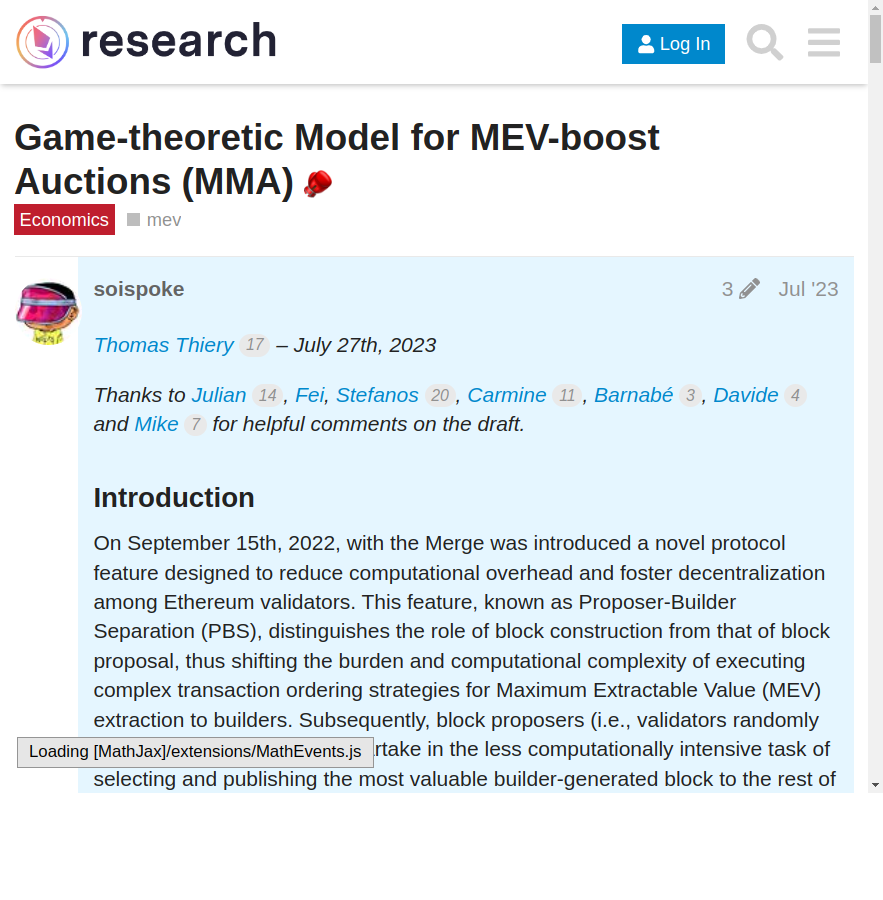 research
Log In
Game-theoretic Model for MEV-boost
Auctions (MMA)
Economics mev
soispoke 3 Jul '23
Thomas Thiery 17 – July 27th, 2023
Thanks to Julian 14 , Fei, Stefanos 20 , Carmine 11 , Barnabé 3 , Davide 4
and Mike 7 for helpful comments on the draft.
Introduction
On September 15th, 2022, with the Merge was introduced a novel protocol
feature designed to reduce computational overhead and foster decentralization
among Ethereum validators. This feature, known as Proposer-Builder
Separation (PBS), distinguishes the role of block construction from that of block
proposal, thus shifting the burden and computational complexity of executing
complex transaction ordering strategies for Maximum Extractable Value (MEV)
extraction to builders. Subsequently, block proposers (i.e., validators randomly
Loading [MathJax]/extensions/MathEvents.js
rtake in the less computationally intensive task of
selecting and publishing the most valuable builder-generated block to the rest of